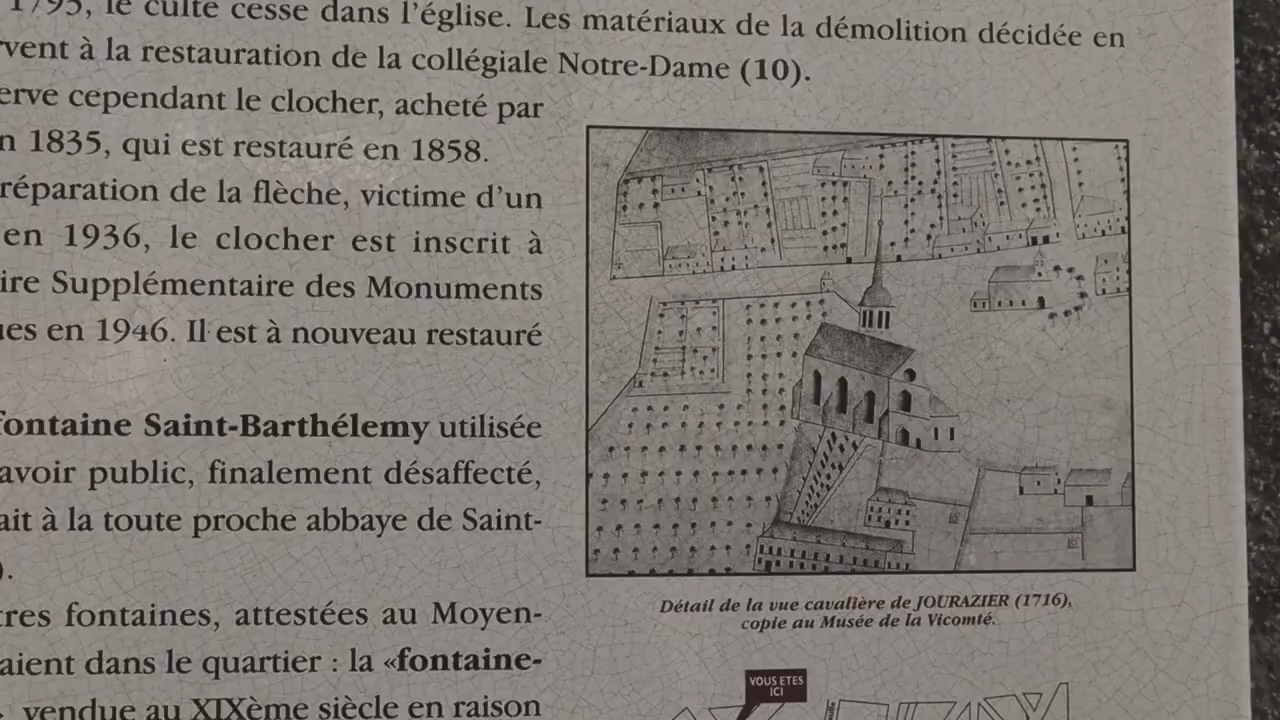 1795, le culte cesse dans l'église. Les matériaux de la démolition décidée en
vent à la restauration de la collégiale Notre-Dame (10).
erve cependant le clocher, acheté par
n 1835, qui est restauré en 1858.
réparation de la flèche, victime d'un
en 1936, le clocher est inscrit à
ire Supplémentaire des Monuments
ues en 1946. Il est à nouveau restauré
fontaine Saint-Barthélemy utilisée
avoir public, finalement désaffecté,
ait à la toute proche abbaye de Saint-
).
tres fontaines, attestées au Moyen-
aient dans le quartier : la «fontaine-
vendue au XIXème siècle en raison
Détail de la vue cavalière de JOURAZIER (1716),
copie au Musée de la Vicomté.
VOUS ETES
ICI